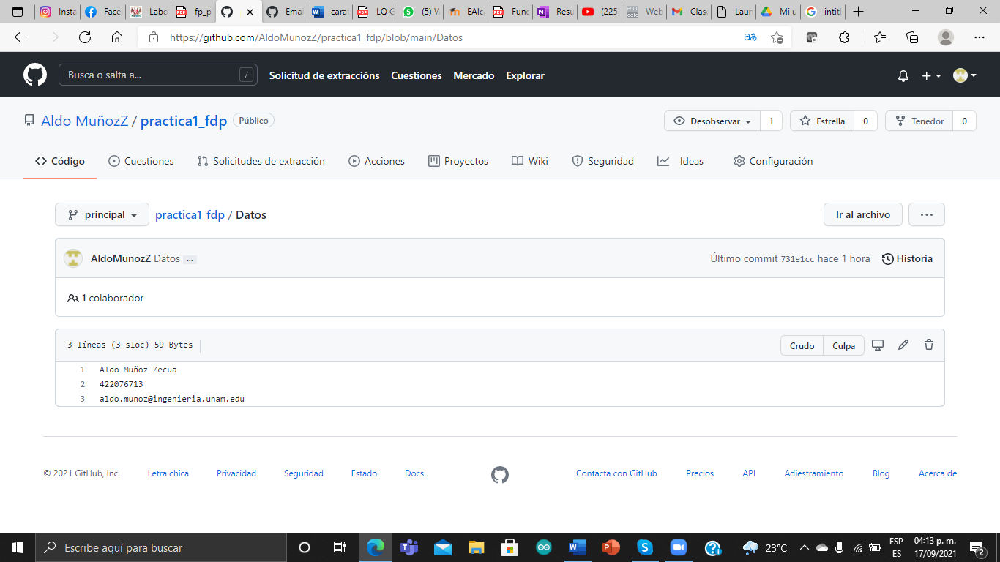 Insta
Face
Labo
fp_p
Emai
carat
LQ G
(5) W
EAlc
Func
Resu
(225
Web
Clas
Laun
Mi u
intitl
https://github.com/AldoMunozZ/practica1_fdp/blob/main/Datos
Busca o salta a... /
Solicitud de extraccións Cuestiones Mercado Explorar
Aldo MuñozZ / practica1_fdp Público
Desobservar 1 Estrella 0 Tenedor 0
Código Cuestiones Solicitudes de extracción Acciones Proyectos Wiki Seguridad Ideas Configuración
principal practica1_fdp / Datos Ir al archivo ...
AldoMunozZ Datos ... Último commit 731e1cc hace 1 hora Historia
1 colaborador
3 líneas (3 sloc) 59 Bytes Crudo Culpa
1 Aldo Muñoz Zecua
2 422076713
3 aldo.munoz@ingenieria.unam.edu
© 2021 GitHub, Inc. Letra chica Privacidad Seguridad Estado Docs Contacta con GitHub Precios API Adiestramiento Blog Acerca de
Escribe aquí para buscar
23°C
ESP
ES
04:13 p. m.
17/09/2021
2